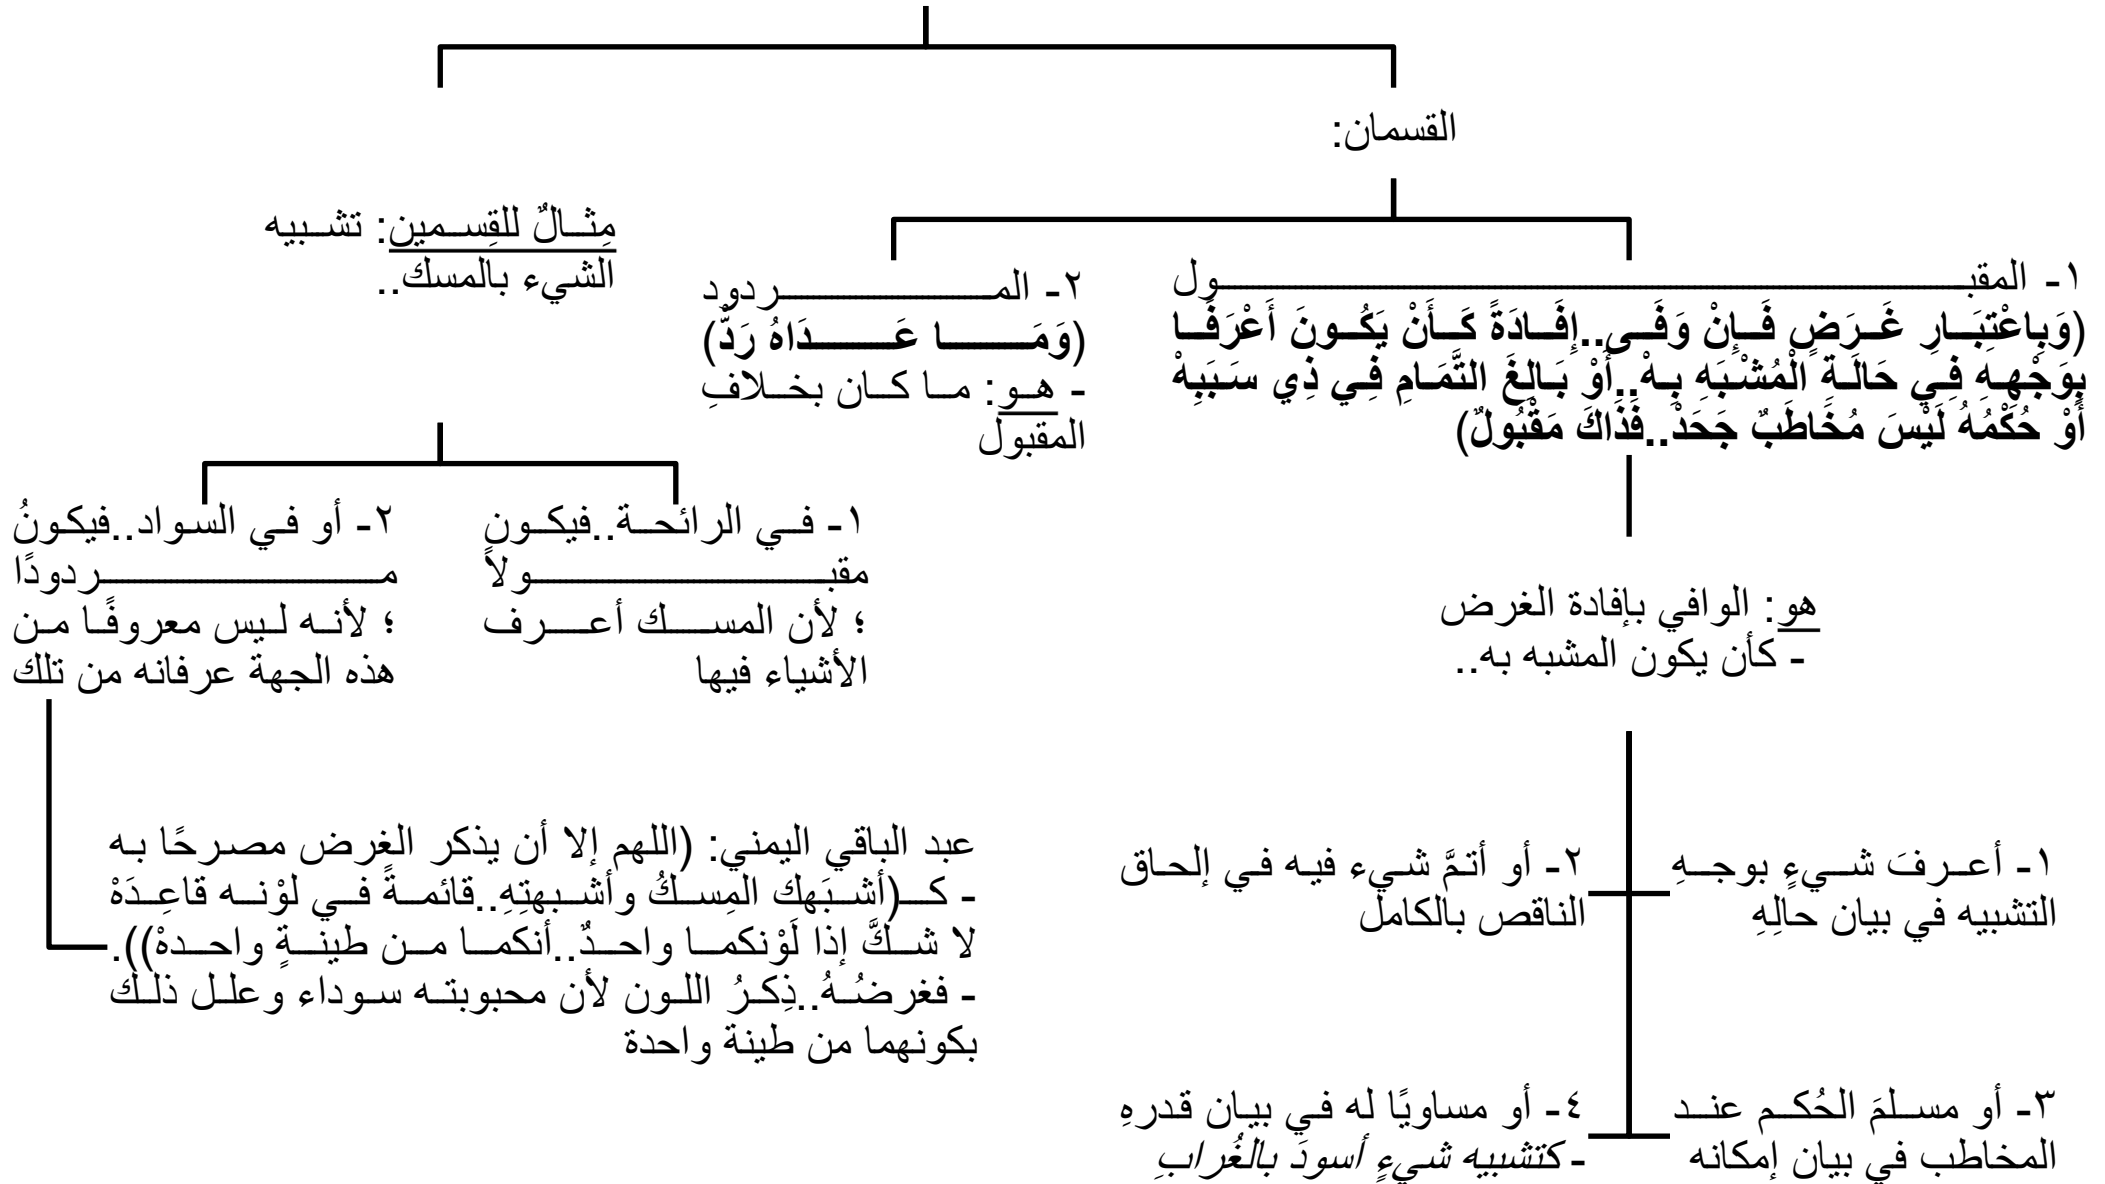 القسمان:
١- المقبول
(وَبِاعْتِبَارِ غَرَضٍ فَإِنْ وَفَى..إِفَادَةً كَأَنْ يَكُونَ أَعْرَفَا
بِوَجْهِهِ فِي حَالَةِ الْمُشْبَهِ بِهْ..أَوْ بَالِغَ التَّمَامِ فِي ذِي سَبَبِهْ
أَوْ حُكْمُهُ لَيْسَ مُخَاطَبٌ جَحَدْ..فَذَاكَ مَقْبُولٌ)
هو: الوافي بإفادة الغرض
- كأن يكون المشبه به..
١- أعرفَ شيءٍ بوجهِ
التشبيه في بيان حالِهِ
٢- أو أتمَّ شيء فيه في إلحاق
الناقص بالكامل
٣- أو مسلمَ الحُكم عند
المخاطب في بيان إمكانه
٤- أو مساويًا له في بيان قدرهِ
- كتشبيه شيءٍ أسودَ بالغُرابِ
٢- المردود
(وَمَا عَدَاهُ رَدّْ)
- هو: ما كان بخلافِ
المقبول
مِثالٌ للقِسمين: تشبيه
الشيء بالمسك..
١- في الرائحة..فيكون
مقبولاً
؛ لأن المسك أعرف
الأشياء فيها
٢- أو في السواد..فيكونُ
مردودًا
؛ لأنه ليس معروفًا من
هذه الجهة عرفانه من تلك
عبد الباقي اليمني: (اللهم إلا أن يذكر الغرض مصرحًا به
- كـ(أشبَهك المِسكُ وأشبهتِهِ..قائمةً في لوْنه قاعِدَهْ
لا شكَّ إذا لَوْنكما واحدٌ..أنكما من طينةٍ واحدهْ)).
- فغرضُهُ..ذِكرُ اللون لأن محبوبته سوداء وعلل ذلك
بكونهما من طينة واحدة